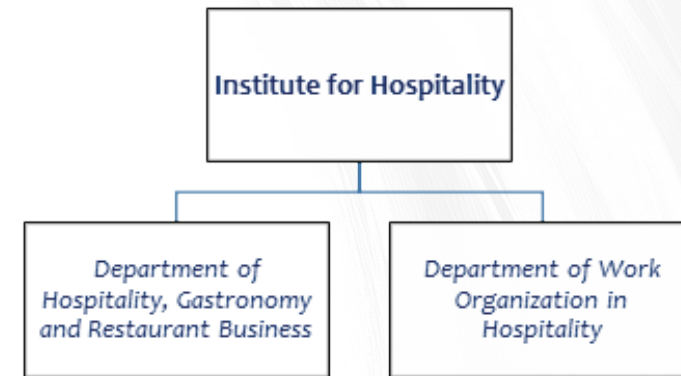 Institute for Hospitality
Department of
Hospitality, Gastronomy
and Restaurant Business
Department of Work
Organization in
Hospitality